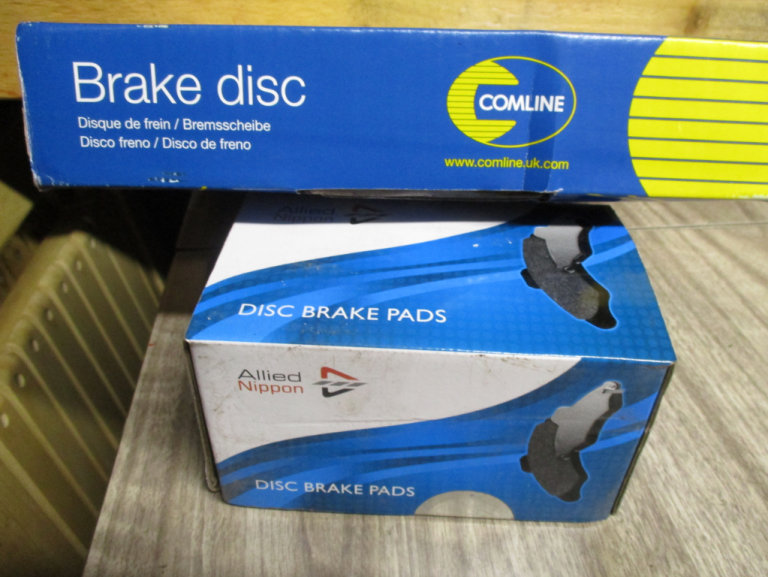 Brake disc
Disque de frein / Bremsscheibe
Disco freno / Disco de freno
COMLINE
www.comline.uk.com
Allied
Nippon
DISC BRAKE PADS
Allied
Nippon
DISC BRAKE PADS